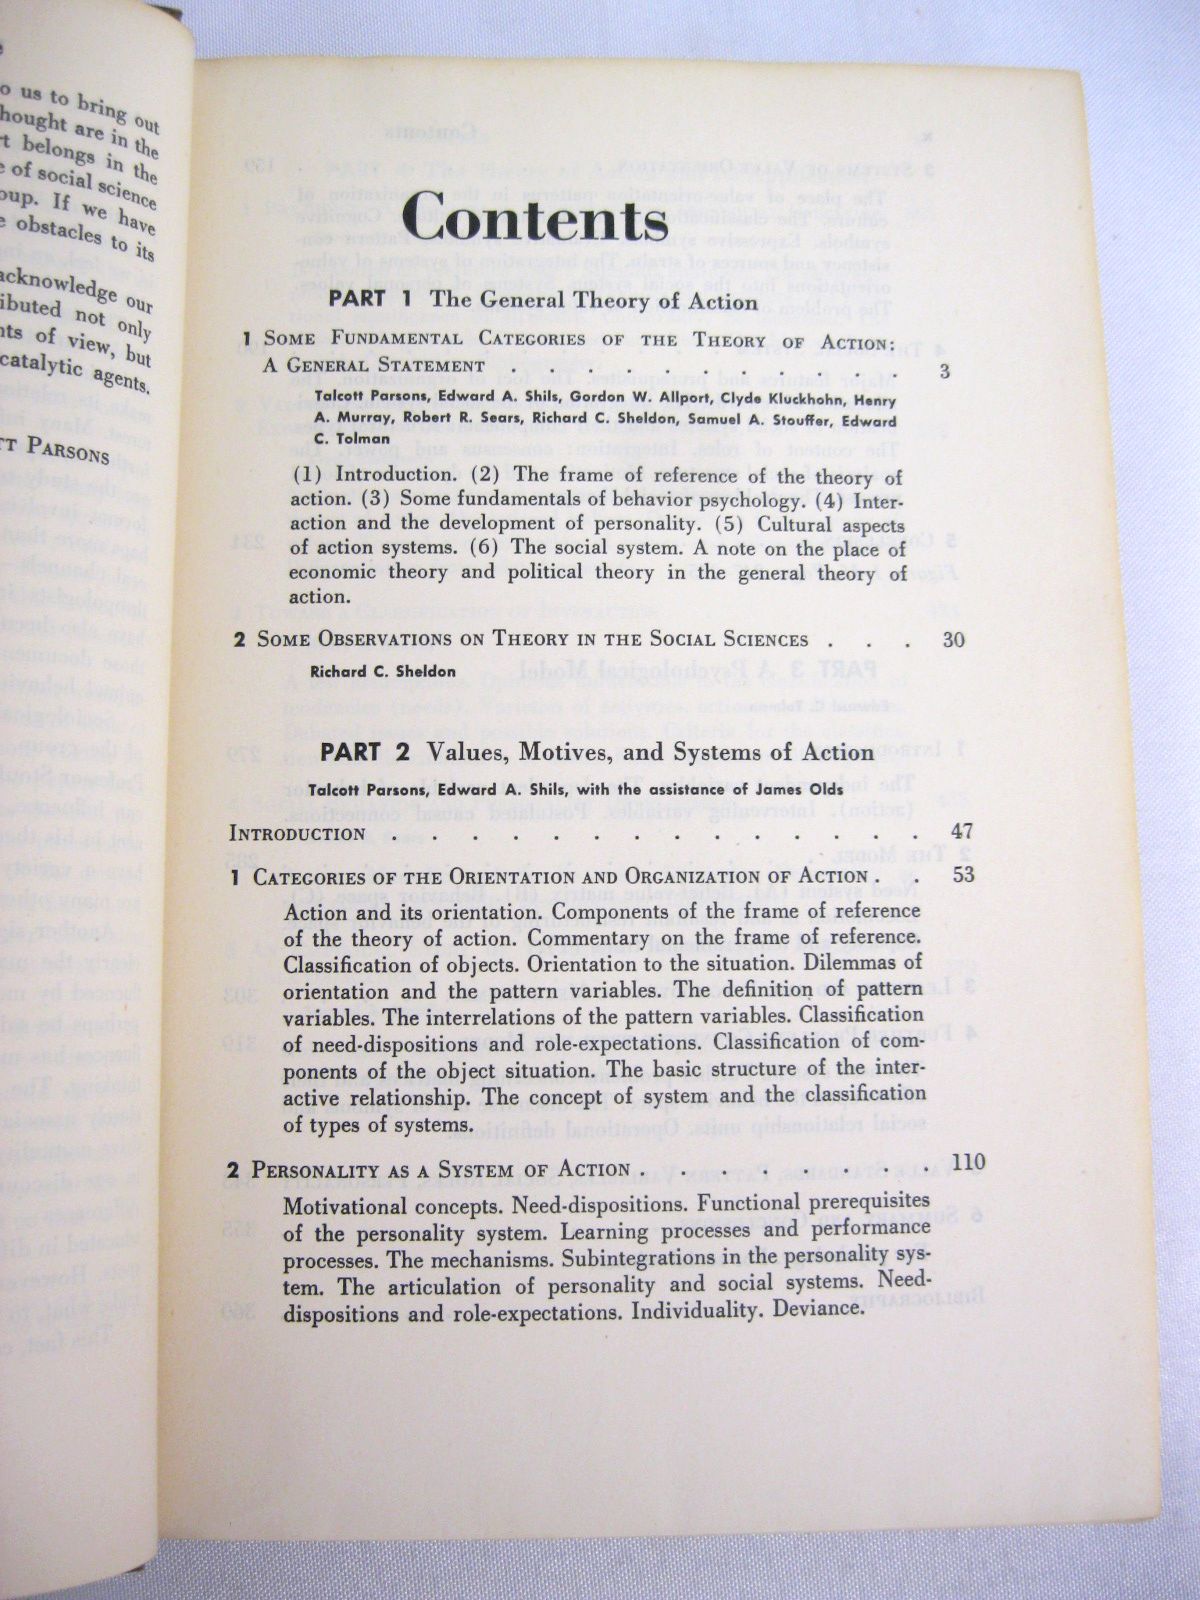 o us to bring out
hought are in the
rt belongs in the
e of social science
oup. If we have
e obstacles to its
acknowledge our
ibuted not only
nts of view, but
catalytic agents.
TT PARSONS
Contents
PART 1 The General Theory of Action
1 SOME FUNDAMENTAL CATEGORIES OF THE THEORY OF ACTION:
A GENERAL STATEMENT . . . . . . . . . . . 3
Talcott Parsons, Edward A. Shils, Gordon W. Allport, Clyde Kluckhohn, Henry
A. Murray, Robert R. Sears, Richard C. Sheldon, Samuel A. Stouffer, Edward
C. Tolman
(1) Introduction. (2) The frame of reference of the theory of
action. (3) Some fundamentals of behavior psychology. (4) Inter-
action and the development of personality. (5) Cultural aspects
of action systems. (6) The social system. A note on the place of
economic theory and political theory in the general theory of
action.
2 SOME OBSERVATIONS ON THEORY IN THE SOCIAL SCIENCES . . . 30
Richard C. Sheldon
PART 2 Values, Motives, and Systems of Action
Talcott Parsons, Edward A. Shils, with the assistance of James Olds
INTRODUCTION . . . . . . . . . . . . . . . 47
1 CATEGORIES OF THE ORIENTATION AND ORGANIZATION OF ACTION . . 53
Action and its orientation. Components of the frame of reference
of the theory of action. Commentary on the frame of reference.
Classification of objects. Orientation to the situation. Dilemmas of
orientation and the pattern variables. The definition of pattern
variables. The interrelations of the pattern variables. Classification
of need-dispositions and role-expectations. Classification of com-
ponents of the object situation. The basic structure of the inter-
active relationship. The concept of system and the classification
of types of systems.
2 PERSONALITY AS A SYSTEM OF ACTION . . . . . . . . 110
Motivational concepts. Need-dispositions. Functional prerequisites
of the personality system. Learning processes and performance
processes. The mechanisms. Subintegrations in the personality sys-
tem. The articulation of personality and social systems. Need-
dispositions and role-expectations. Individuality. Deviance.